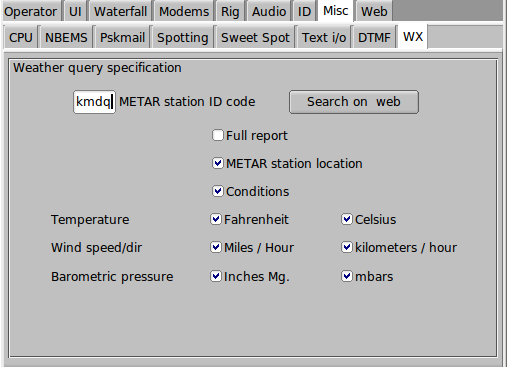 Operator UI Waterfall Modems Rig Audio ID Misc Web
CPU NBEMS Pskmail Spotting Sweet Spot Text i/o DTMF WX
Weather query specification
kmdq METAR station ID code Search on web
Full report
METAR station location
Conditions
Temperature Fahrenheit Celsius
Wind speed/dir Miles / Hour kilometers / hour
Barometric pressure Inches Mg. mbars